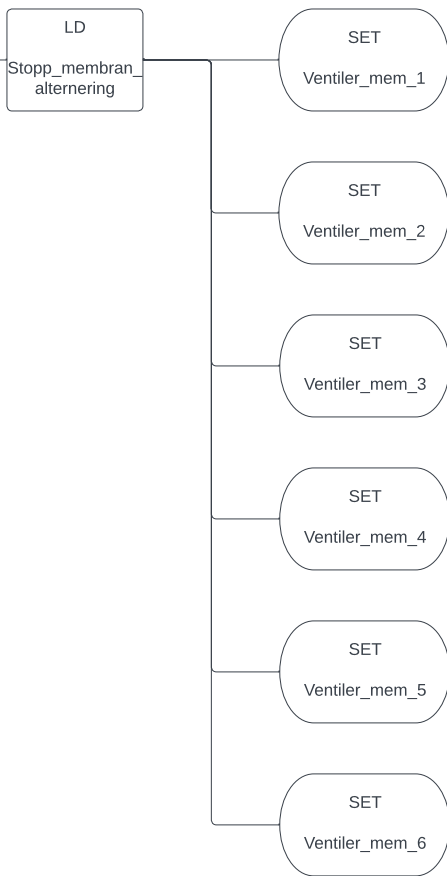 LD
Stopp_membran_
alternering
SET
Ventiler_mem_1
SET
Ventiler_mem_2
SET
Ventiler_mem_3
SET
Ventiler_mem_4
SET
Ventiler_mem_5
SET
Ventiler_mem_6